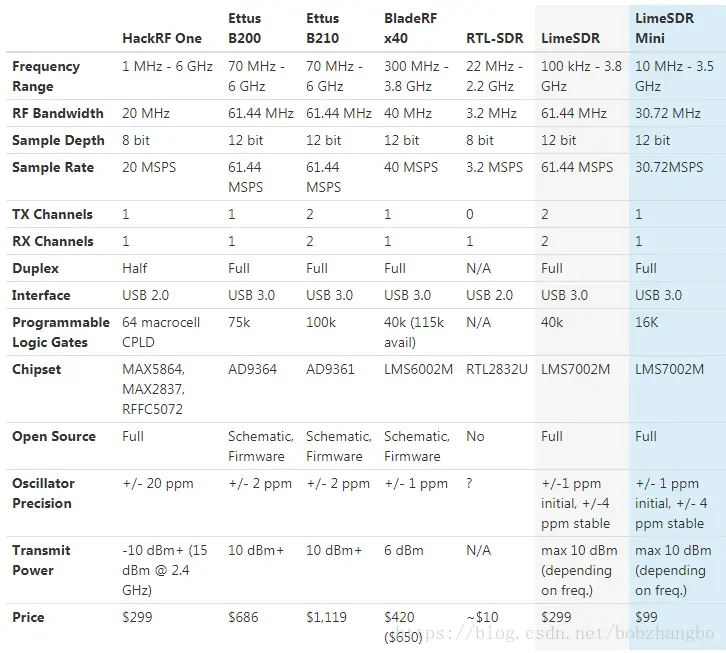 HackRF One | Ettus B200 | Ettus B210 | BladeRF x40 | RTL-SDR | LimeSDR | LimeSDR Mini
Frequency Range | 1 MHz - 6 GHz | 70 MHz - 6 GHz | 70 MHz - 6 GHz | 300 MHz - 3.8 GHz | 22 MHz - 2.2 GHz | 100 kHz - 3.8 GHz | 10 MHz - 3.5 GHz
RF Bandwidth | 20 MHz | 61.44 MHz | 61.44 MHz | 40 MHz | 3.2 MHz | 61.44 MHz | 30.72 MHz
Sample Depth | 8 bit | 12 bit | 12 bit | 12 bit | 8 bit | 12 bit | 12 bit
Sample Rate | 20 MSPS | 61.44 MSPS | 61.44 MSPS | 40 MSPS | 3.2 MSPS | 61.44 MSPS | 30.72MSPS
TX Channels | 1 | 1 | 2 | 1 | 0 | 2 | 1
RX Channels | 1 | 1 | 2 | 1 | 1 | 2 | 1
Duplex | Half | Full | Full | Full | N/A | Full | Full
Interface | USB 2.0 | USB 3.0 | USB 3.0 | USB 3.0 | USB 2.0 | USB 3.0 | USB 3.0
Programmable Logic Gates | 64 macrocell CPLD | 75k | 100k | 40k (115k avail) | N/A | 40k | 16K
Chipset | MAX5864, MAX2837, RFFC5072 | AD9364 | AD9361 | LMS6002M | RTL2832U | LMS7002M | LMS7002M
Open Source | Full | Schematic, Firmware | Schematic, Firmware | Schematic, Firmware | No | Full | Full
Oscillator Precision | +/- 20 ppm | +/- 2 ppm | +/- 2 ppm | +/- 1 ppm | ? | +/-1 ppm initial, +/-4 ppm stable | +/- 1 ppm initial, +/- 4 ppm stable
Transmit Power | -10 dBm+ (15 dBm @ 2.4 GHz) | 10 dBm+ | 10 dBm+ | 6 dBm | N/A | max 10 dBm (depending on freq.) | max 10 dBm (depending on freq.)
Price | $299 | $686 | $1,119 | $420 ($650) | ~$10 | $299 | $99
https://blog.csdn.net/bobzhangbo